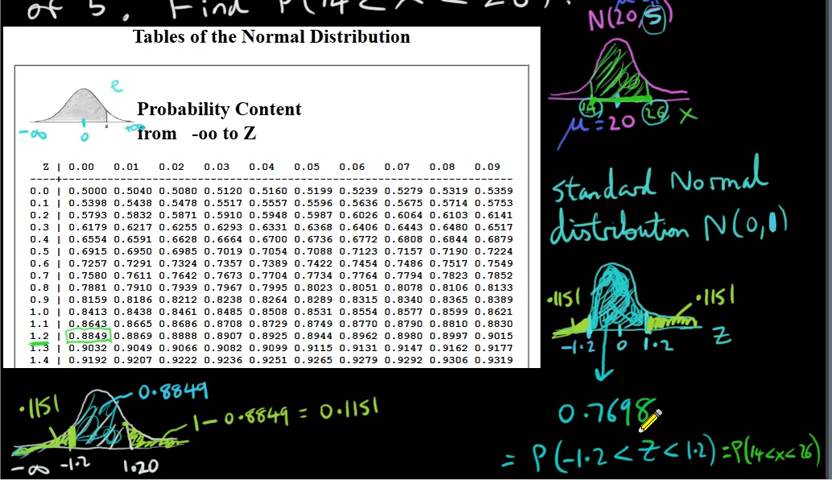 of 5. Find P(14 < x < 26).
N(20, 5)
Tables of the Normal Distribution
Probability Content
from -oo to Z
-∞ 0 z +∞
14 26 x
μ = 20
Z | 0.00 0.01 0.02 0.03 0.04 0.05 0.06 0.07 0.08 0.09
0.0 | 0.5000 0.5040 0.5080 0.5120 0.5160 0.5199 0.5239 0.5279 0.5319 0.5359
0.1 | 0.5398 0.5438 0.5478 0.5517 0.5557 0.5596 0.5636 0.5675 0.5714 0.5753
0.2 | 0.5793 0.5832 0.5871 0.5910 0.5948 0.5987 0.6026 0.6064 0.6103 0.6141
0.3 | 0.6179 0.6217 0.6255 0.6293 0.6331 0.6368 0.6406 0.6443 0.6480 0.6517
0.4 | 0.6554 0.6591 0.6628 0.6664 0.6700 0.6736 0.6772 0.6808 0.6844 0.6879
0.5 | 0.6915 0.6950 0.6985 0.7019 0.7054 0.7088 0.7123 0.7157 0.7190 0.7224
0.6 | 0.7257 0.7291 0.7324 0.7357 0.7389 0.7422 0.7454 0.7486 0.7517 0.7549
0.7 | 0.7580 0.7611 0.7642 0.7673 0.7704 0.7734 0.7764 0.7794 0.7823 0.7852
0.8 | 0.7881 0.7910 0.7939 0.7967 0.7995 0.8023 0.8051 0.8078 0.8106 0.8133
0.9 | 0.8159 0.8186 0.8212 0.8238 0.8264 0.8289 0.8315 0.8340 0.8365 0.8389
1.0 | 0.8413 0.8438 0.8461 0.8485 0.8508 0.8531 0.8554 0.8577 0.8599 0.8621
1.1 | 0.8643 0.8665 0.8686 0.8708 0.8729 0.8749 0.8770 0.8790 0.8810 0.8830
1.2 | 0.8849 0.8869 0.8888 0.8907 0.8925 0.8944 0.8962 0.8980 0.8997 0.9015
1.3 | 0.9032 0.9049 0.9066 0.9082 0.9099 0.9115 0.9131 0.9147 0.9162 0.9177
1.4 | 0.9192 0.9207 0.9222 0.9236 0.9251 0.9265 0.9279 0.9292 0.9306 0.9319
Standard Normal
distribution N(0, 1)
.1151 .1151
-1.2 0 1.2 Z
0.8849
.1151
1 - 0.8849 = 0.1151
-∞ -1.2 1.20
0.7698
= P(-1.2 < Z < 1.2) = P(14<x<26)